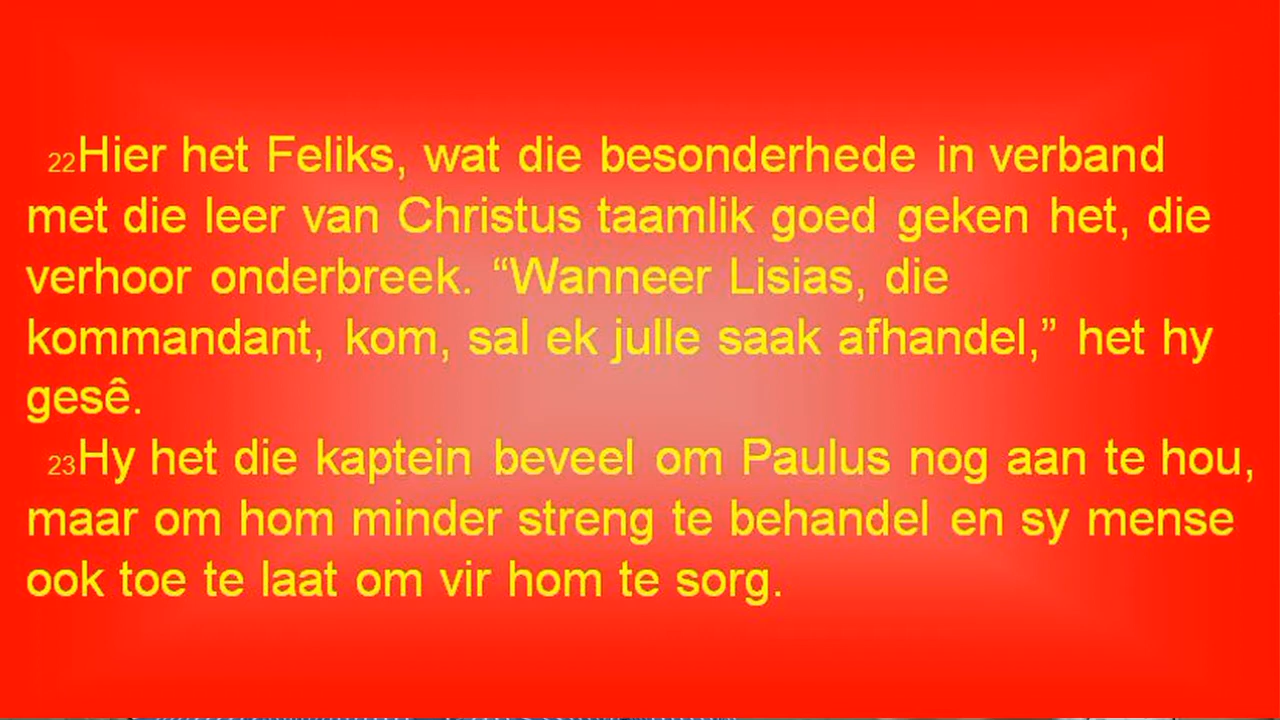 22Hier het Feliks, wat die besonderhede in verband
met die leer van Christus taamlik goed geken het, die
verhoor onderbreek. “Wanneer Lisias, die
kommandant, kom, sal ek julle saak afhandel,” het hy
gesê.
23Hy het die kaptein beveel om Paulus nog aan te hou,
maar om hom minder streng te behandel en sy mense
ook toe te laat om vir hom te sorg.